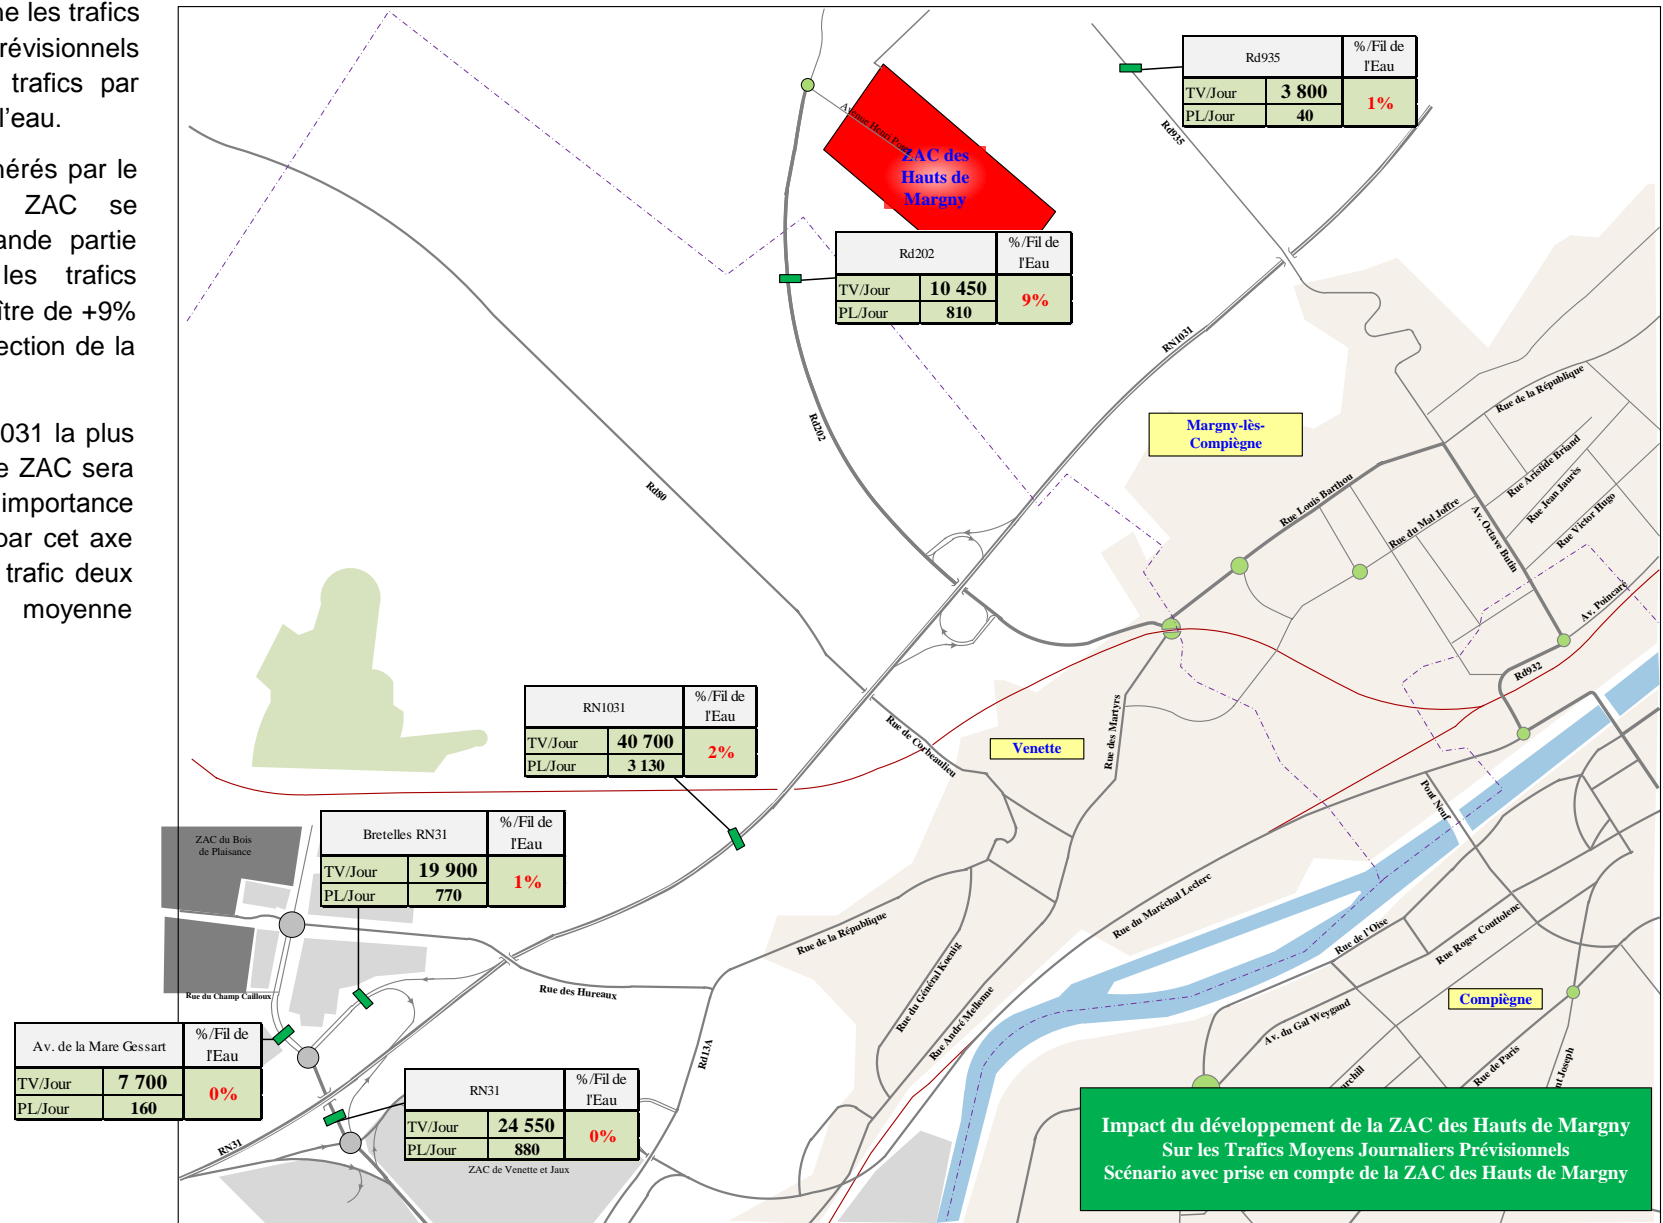 ne les trafics
révisionnels
trafics par
l'eau.
nérés par le
ZAC se
ande partie
les trafics
ître de +9%
ection de la
031 la plus
e ZAC sera
importance
par cet axe
trafic deux
moyenne
Rd935
%/Fil de
l'Eau
TV/Jour 3 800
1%
PL/Jour 40
Rd935
Avenue Henri
ZAC des
Hauts de
Margny
Rd202
%/Fil de
l'Eau
TV/Jour 10 450
9%
PL/Jour 810
RN1031
Rd202
Rd80
Margny-lès-
Compiègne
Rue de la République
Rue Aristide Briand
Rue Jean Jaurès
Rue Victor Hugo
Rue Louis Barthou
Rue du Mal Joffre
Av. Octave Butin
Av. Poincaré
Rd932
RN1031
%/Fil de
l'Eau
TV/Jour 40 700
2%
PL/Jour 3 130
Rue de Corbeaulieu
Venette
Rue des Martyrs
Pont Neuf
ZAC du Bois
de Plaisance
Bretelles RN31
%/Fil de
l'Eau
TV/Jour 19 900
1%
PL/Jour 770
Rue de la République
Rue du Maréchal Leclerc
Rue du Général Koenig
Rue André Mellenne
Rue de l'Oise
Rue Roger Couttolenc
Compiègne
Rue du Champ Cailloux
Rue des Hureaux
Rd13A
Av. du Gal Weygand
Rue de Paris
urchill
nt Joseph
Av. de la Mare Gessart
%/Fil de
l'Eau
TV/Jour 7 700
0%
PL/Jour 160
RN31
%/Fil de
l'Eau
TV/Jour 24 550
0%
PL/Jour 880
RN31
ZAC de Venette et Jaux
Impact du développement de la ZAC des Hauts de Margny
Sur les Trafics Moyens Journaliers Prévisionnels
Scénario avec prise en compte de la ZAC des Hauts de Margny